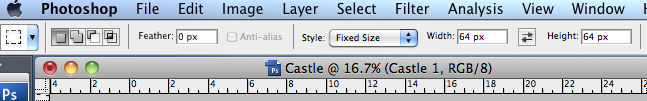 Photoshop File Edit Image Layer Select Filter Analysis View Window
Feather: 0 px Anti-alias Style: Fixed Size Width: 64 px Height: 64 px
Castle @ 16.7% (Castle 1, RGB/8)
Ps 4 2 0 2 4 6 8 10 12 14 16 18 20 22 24 26